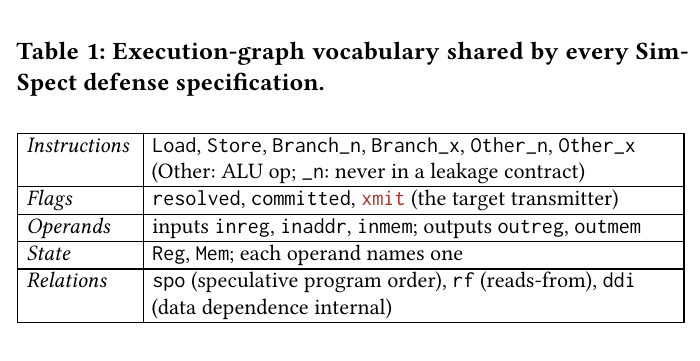 Table 1: Execution-graph vocabulary shared by every Sim-
Spect defense specification.
Instructions Load, Store, Branch_n, Branch_x, Other_n, Other_x
(Other: ALU op; _n: never in a leakage contract)
Flags resolved, committed, xmit (the target transmitter)
Operands inputs inreg, inaddr, inmem; outputs outreg, outmem
State Reg, Mem; each operand names one
Relations spo (speculative program order), rf (reads-from), ddi
(data dependence internal)